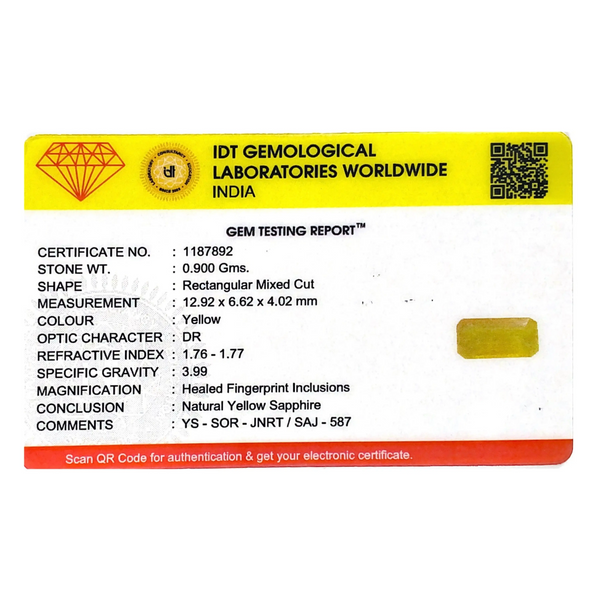 IDT GEMOLOGICAL
LABORATORIES WORLDWIDE
INDIA
idt
GEM TESTING REPORT™
CERTIFICATE NO. : 1187892
STONE WT. : 0.900 Gms.
SHAPE : Rectangular Mixed Cut
MEASUREMENT : 12.92 x 6.62 x 4.02 mm
COLOUR : Yellow
OPTIC CHARACTER : DR
REFRACTIVE INDEX : 1.76 - 1.77
SPECIFIC GRAVITY : 3.99
MAGNIFICATION : Healed Fingerprint Inclusions
CONCLUSION : Natural Yellow Sapphire
COMMENTS : YS - SOR - JNRT / SAJ - 587
Scan QR Code for authentication & get your electronic certificate.